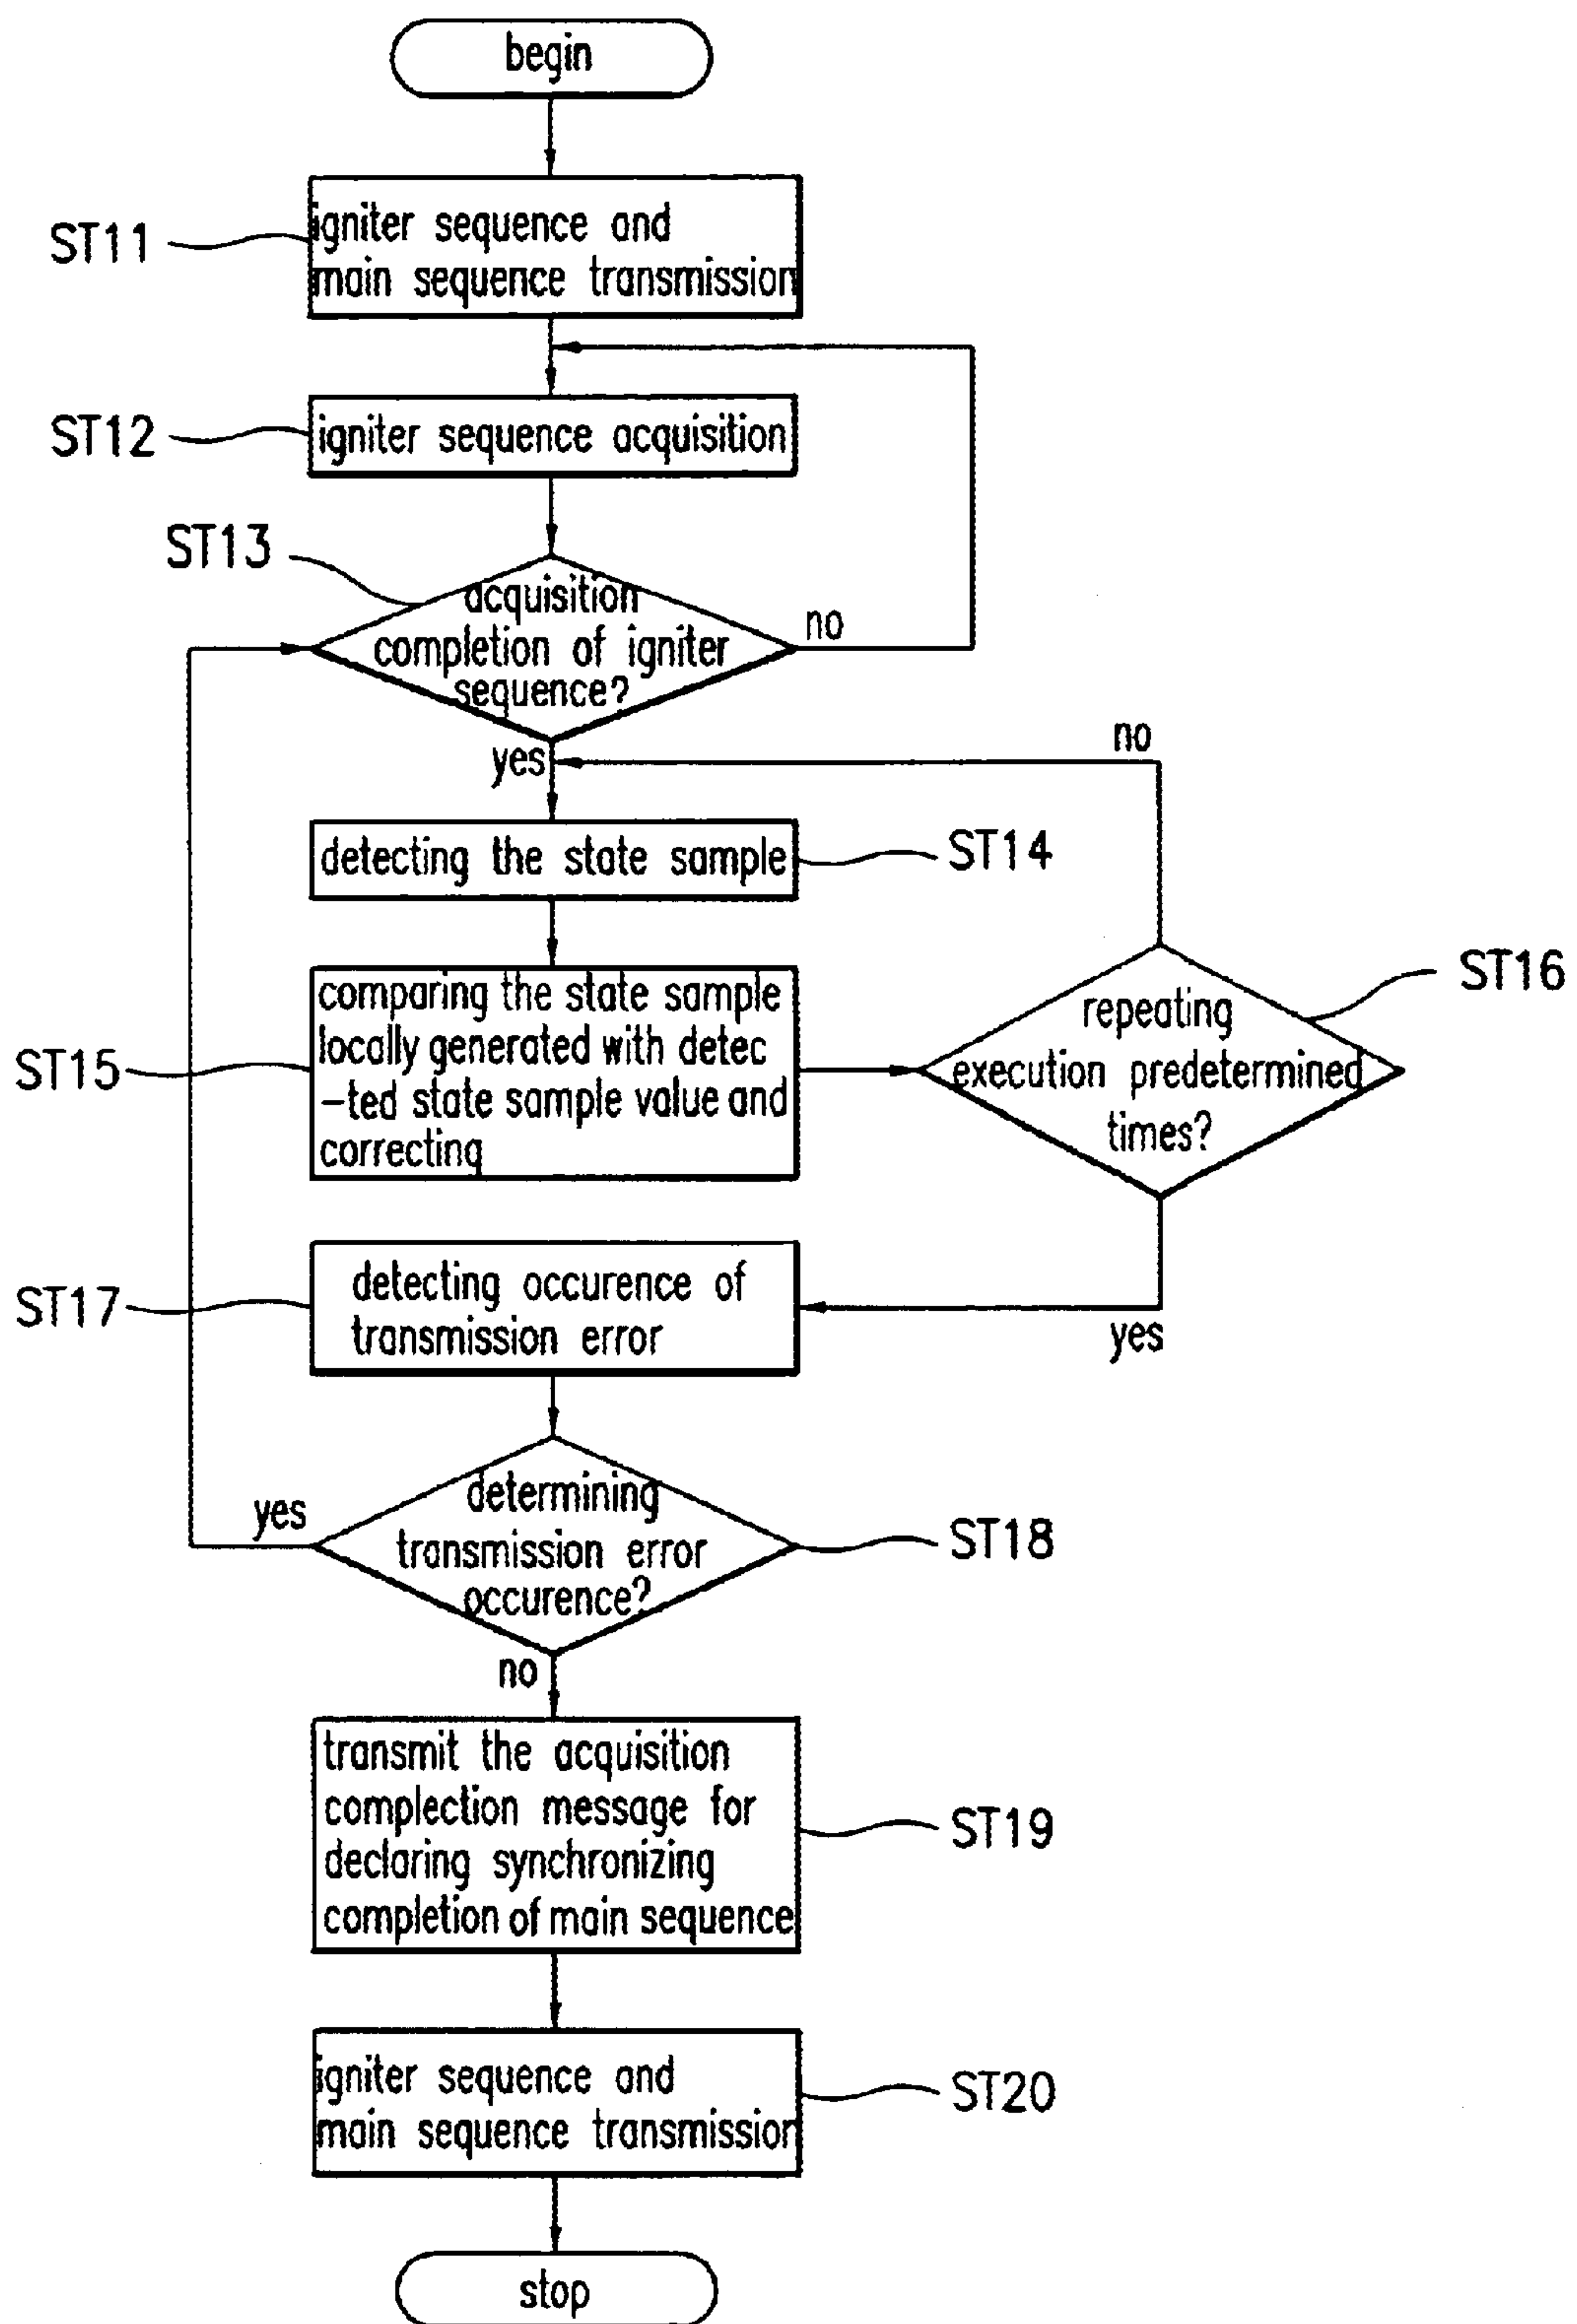 begin
ST11
igniter sequence and
main sequence transmission
ST12
igniter sequence acquisition
ST13
acquisition
completion of igniter
sequence?
no
yes
no
detecting the state sample
ST14
ST15
comparing the state sample
locally generated with detec
-ted state sample value and
correcting
ST16
repeating
execution predetermined
times?
ST17
detecting occurence of
transmission error
yes
yes
determining
transmission error
occurence?
ST18
no
transmit the acquisition
complection message for
declaring synchronizing
completion of main sequence
ST19
igniter sequence and
main sequence transmission
ST20
stop